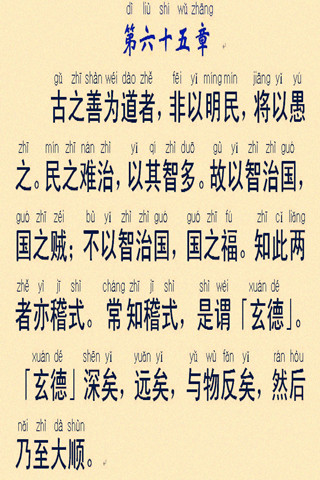 dì liù shí wǔ zhāng
第六十五章
gǔ zhī shàn wéi dào zhě fēi yǐ míng mín jiāng yǐ yú
古之善为道者,非以明民,将以愚
zhī mín zhī nán zhì yǐ qí zhì duō gù yǐ zhì zhì guó
之。民之难治,以其智多。故以智治国,
guó zhī zéi bù yǐ zhì zhì guó guó zhī fú zhī cǐ liǎng
国之贼;不以智治国,国之福。知此两
zhě yì jī shì cháng zhī jī shì shì wèi xuán
者亦稽式。常知稽式,是谓「玄德」。
xuán dé shēn yǐ yuǎn yǐ yǔ wù fǎn yǐ rán hòu
「玄德」深矣,远矣,与物反矣,然后
nǎi zhì dà shùn
乃至大顺。